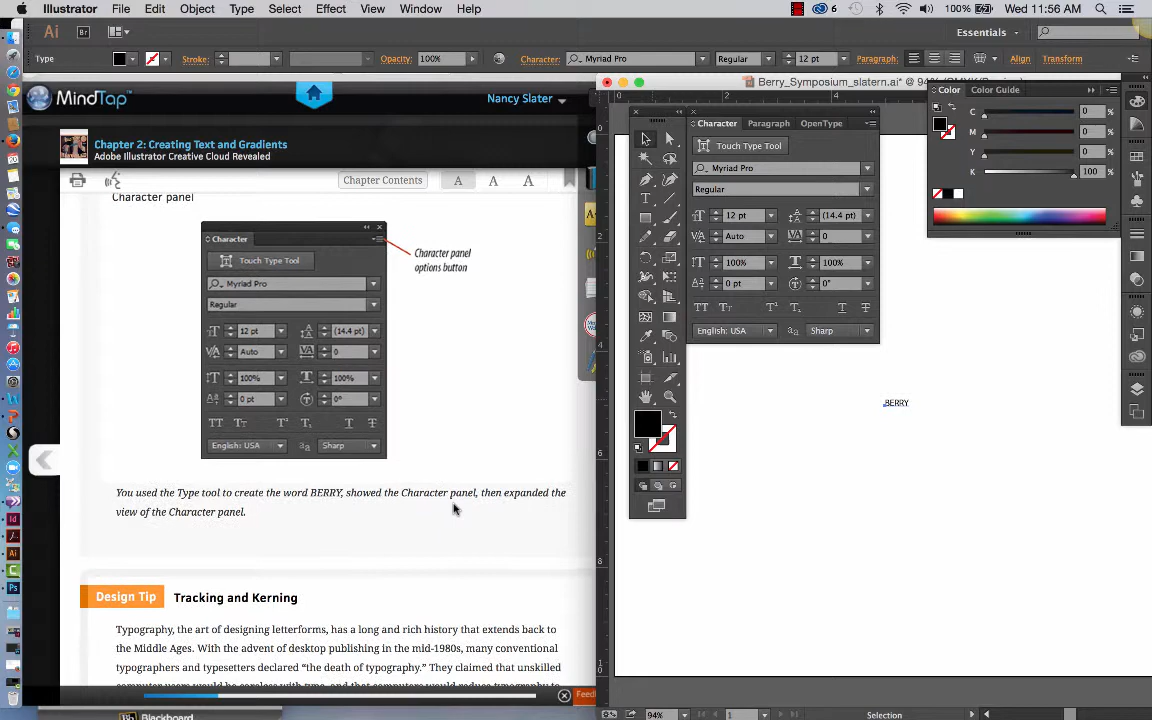 Illustrator File Edit Object Type Select Effect View Window Help 6 100% Wed 11:56 AM
Ai Br Essentials
Type Stroke: Opacity: 100% Character: Myriad Pro Regular 12 pt Paragraph: Align Transform
MindTap Nancy Slater
Chapter 2: Creating Text and Gradients
Adobe Illustrator Creative Cloud Revealed
Chapter Contents A A A
Character panel
Character
Touch Type Tool
Myriad Pro
Regular
12 pt (14.4 pt)
Auto 0
100% 100%
0 pt 0°
English: USA Sharp
Character panel
options button
You used the Type tool to create the word BERRY, showed the Character panel, then expanded the
view of the Character panel.
Design Tip Tracking and Kerning
Typography, the art of designing letterforms, has a long and rich history that extends back to
the Middle Ages. With the advent of desktop publishing in the mid-1980s, many conventional
typographers and typesetters declared “the death of typography.” They claimed that unskilled
Blackboard
Berry_Symposium_slatern.ai* @ 94%
Character Paragraph OpenType
Touch Type Tool
Myriad Pro
Regular
12 pt (14.4 pt)
Auto 0
100% 100%
0 pt 0°
English: USA Sharp
Color Color Guide
C 0 %
M 0 %
Y 0 %
K 100 %
BERRY
94% 1 Selection